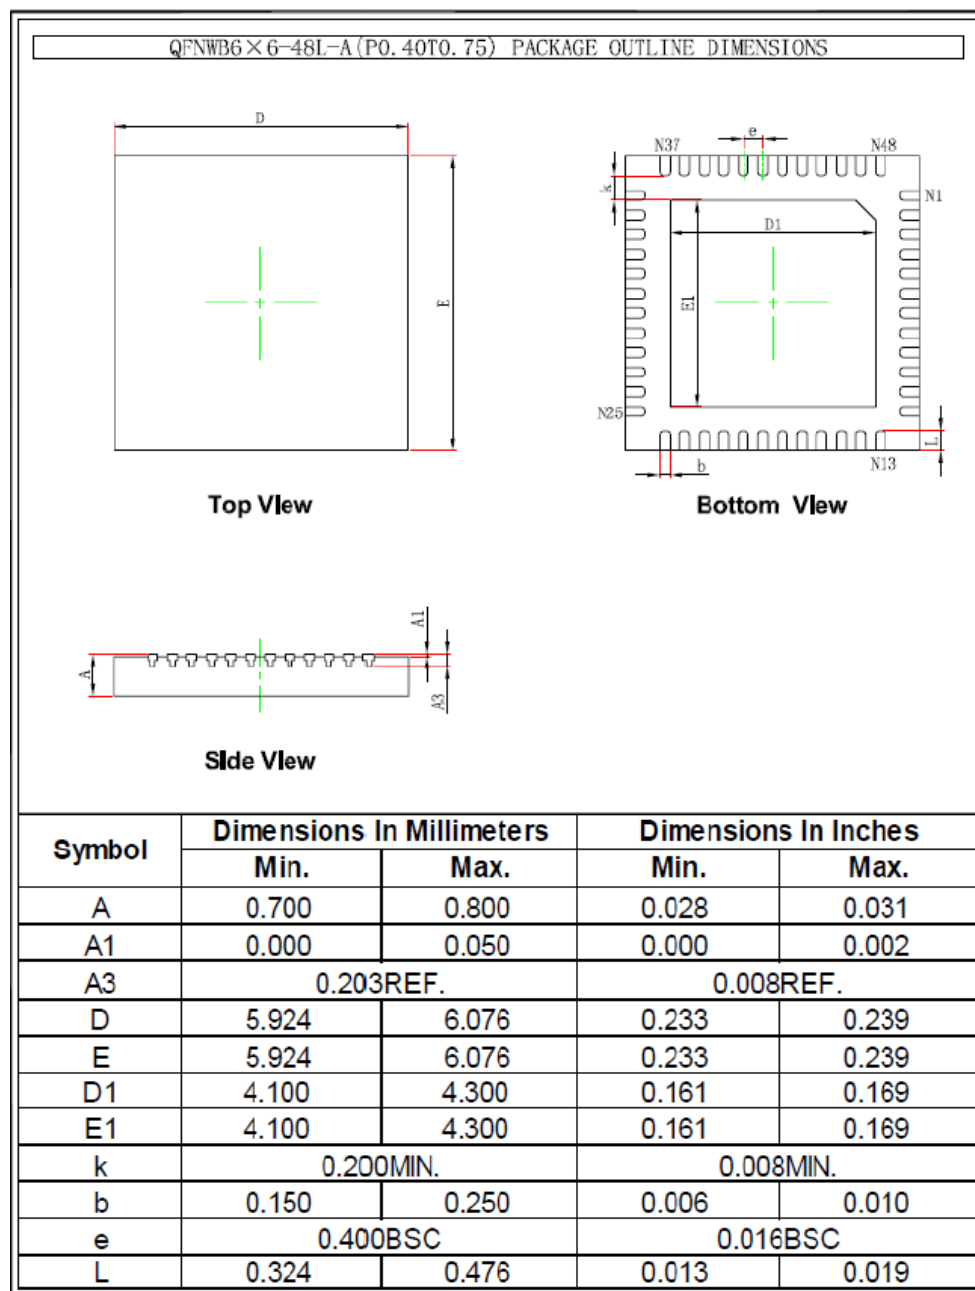 QFNWB6×6-48L-A(P0.40T0.75) PACKAGE OUTLINE DIMENSIONS
D
E
Top View
N37
e
N48
k
N1
D1
E1
N25
L
b
N13
Bottom View
A
A1
A3
Side View
Symbol Dimensions In Millimeters Dimensions In Inches
Min. Max. Min. Max.
A 0.700 0.800 0.028 0.031
A1 0.000 0.050 0.000 0.002
A3 0.203REF. 0.008REF.
D 5.924 6.076 0.233 0.239
E 5.924 6.076 0.233 0.239
D1 4.100 4.300 0.161 0.169
E1 4.100 4.300 0.161 0.169
k 0.200MIN. 0.008MIN.
b 0.150 0.250 0.006 0.010
e 0.400BSC 0.016BSC
L 0.324 0.476 0.013 0.019